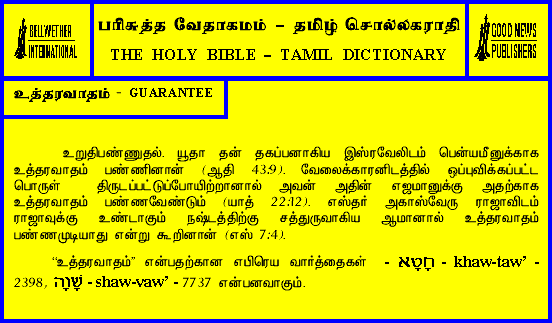 BELLWETHER
INTERNATIONAL
பரிசுத்த வேதாகமம் – தமிழ் சொல்லகராதி
THE HOLY BIBLE – TAMIL DICTIONARY
GOOD NEWS
PUBLISHERS
உத்தரவாதம் - GUARANTEE
உறுதிபண்ணுதல். யூதா தன் தகப்பனாகிய இஸ்ரவேலிடம் பென்யமீனுக்காக
உத்தரவாதம் பண்ணினான் (ஆதி 43:9). வேலைக்காரனிடத்தில் ஒப்புவிக்கப்பட்ட
பொருள் திருடப்பட்டுப்போயிற்றானால் அவன் அதின் எஜமானுக்கு அதற்காக
உத்தரவாதம் பண்ணவேண்டும் (யாத் 22:12). எஸ்தர் அகாஸ்வேரு ராஜாவிடம்
ராஜாவுக்கு உண்டாகும் நஷ்டத்திற்கு சத்துருவாகிய ஆமானால் உத்தரவாதம்
பண்ணமுடியாது என்று கூறினான் (எஸ் 7:4).
“உத்தரவாதம்” என்பதற்கான எபிரெய வார்த்தைகள் - חָטָא - khaw-taw’ -
2398, שָׁוָה - shaw-vaw’ - 7737 என்பனவாகும்.